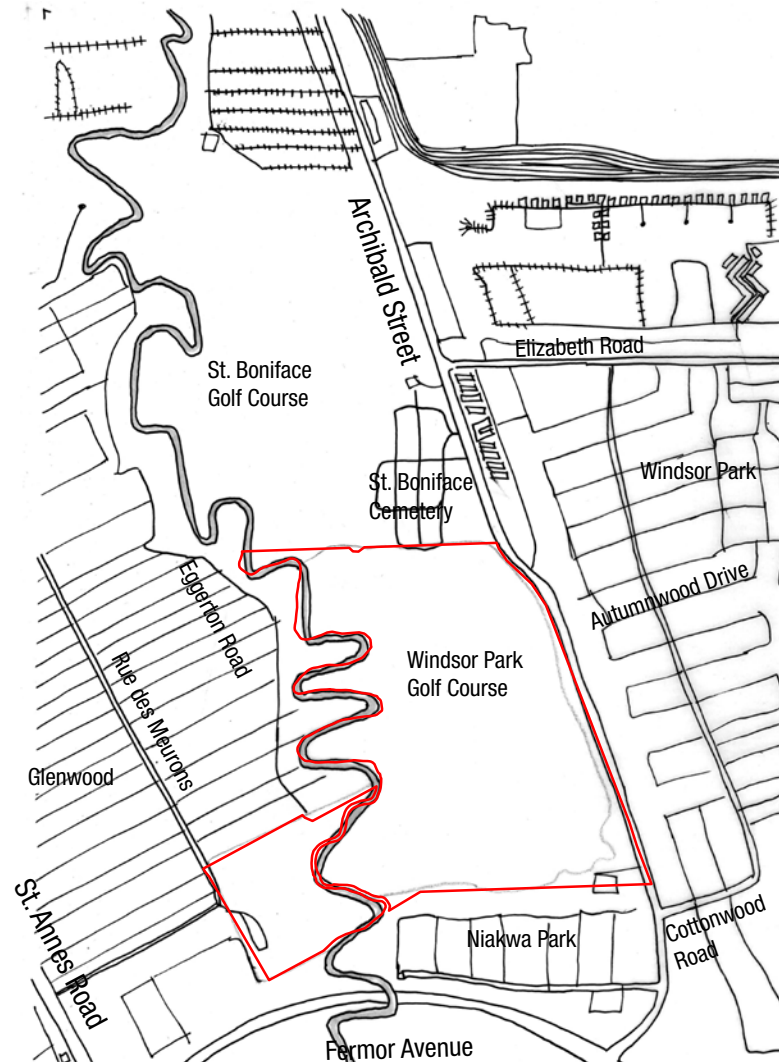 Archibald Street
Elizabeth Road
St. Boniface
Golf Course
St. Boniface
Cemetery
Windsor Park
Eggerton Road
Autumnwood Drive
Rue des Meurons
Windsor Park
Golf Course
Glenwood
St. Annes Road
Niakwa Park
Cottonwood
Road
Fermor Avenue